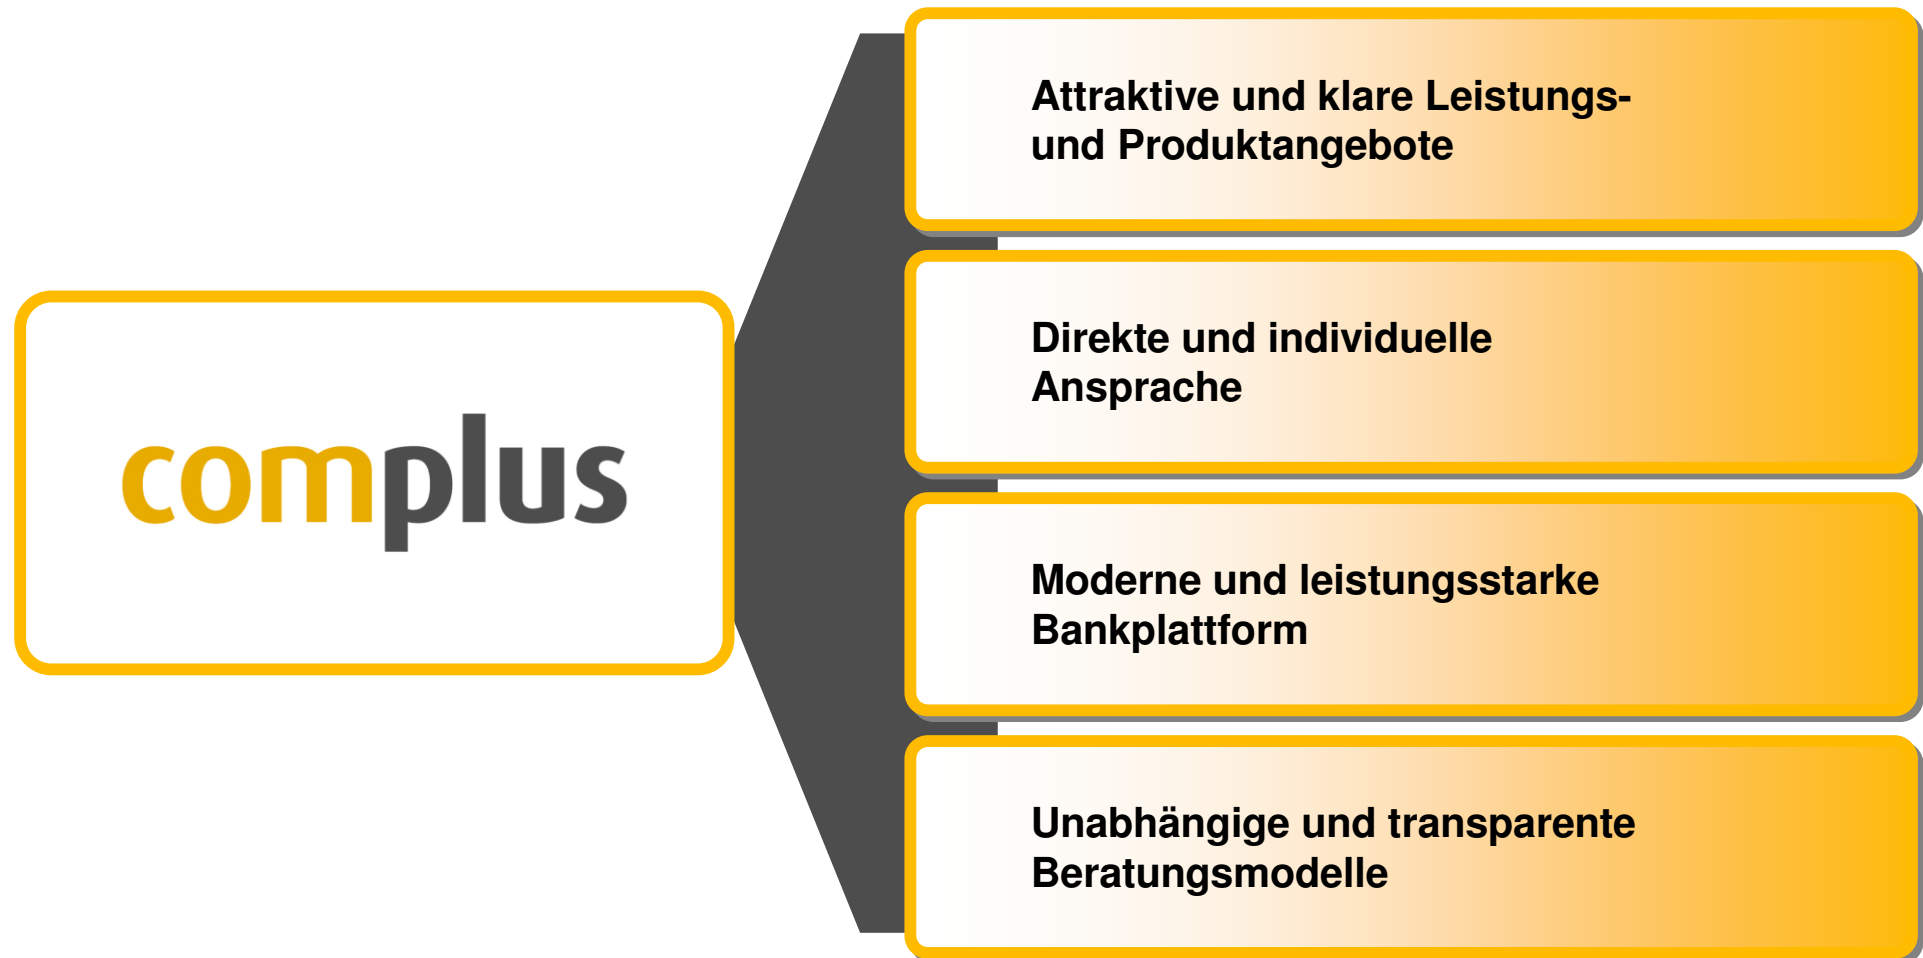 complus
Attraktive und klare Leistungs-
und Produktangebote
Direkte und individuelle
Ansprache
Moderne und leistungsstarke
Bankplattform
Unabhängige und transparente
Beratungsmodelle